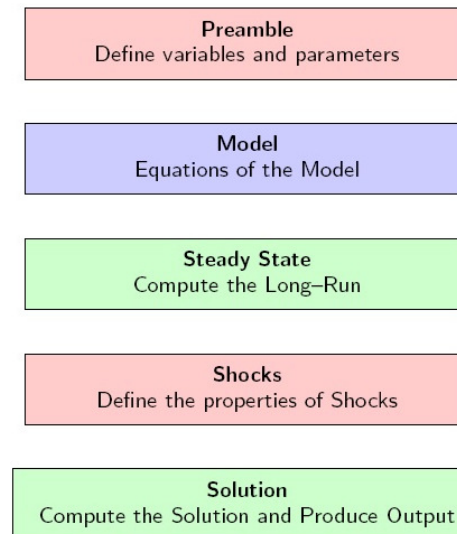 Preamble
Define variables and parameters
Model
Equations of the Model
Steady State
Compute the Long–Run
Shocks
Define the properties of Shocks
Solution
Compute the Solution and Produce Output